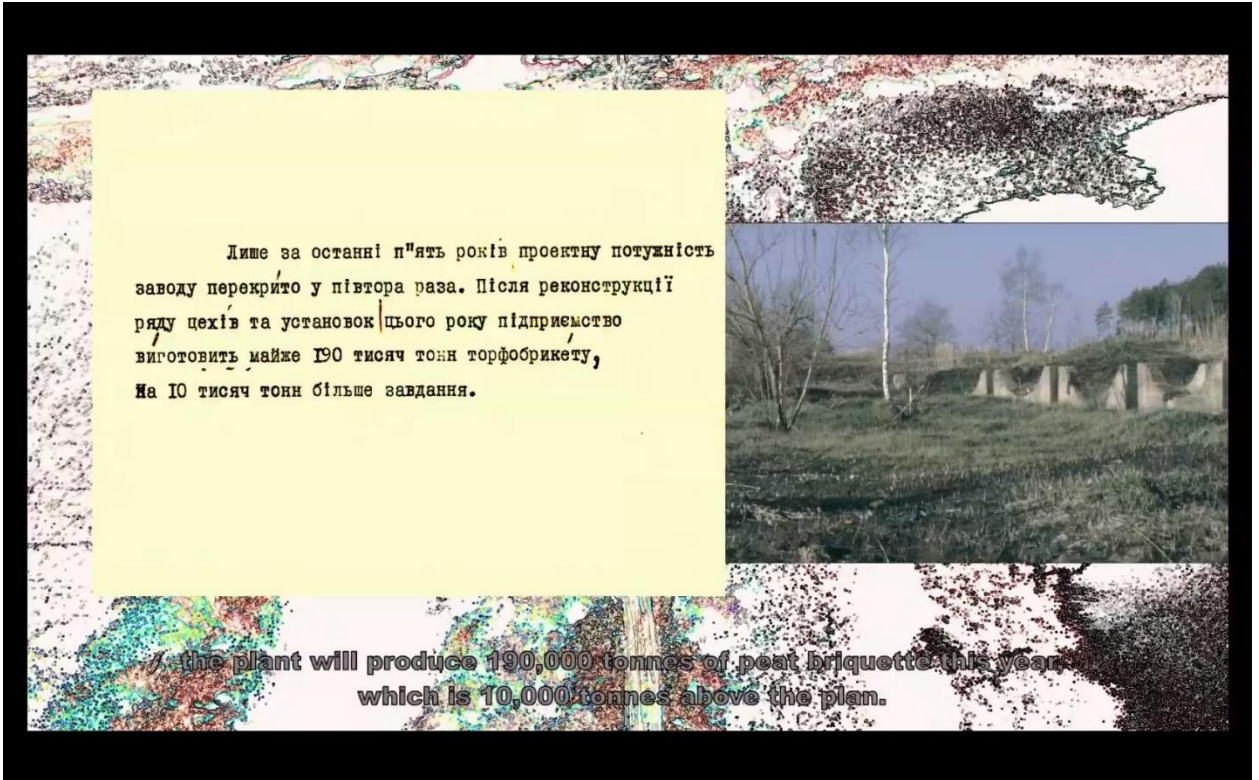 Лише за останні п"ять років проектну потужність
заводу перекрито у півтора раза. Після реконструкції
ряду цехів та установок цього року підприємство
виготовить майже 190 тисяч тонн торфобрикету,
На 10 тисяч тонн більше завдання.
the plant will produce 190,000 tonnes of peat briquette this year,
which is 10,000 tonnes above the plan.